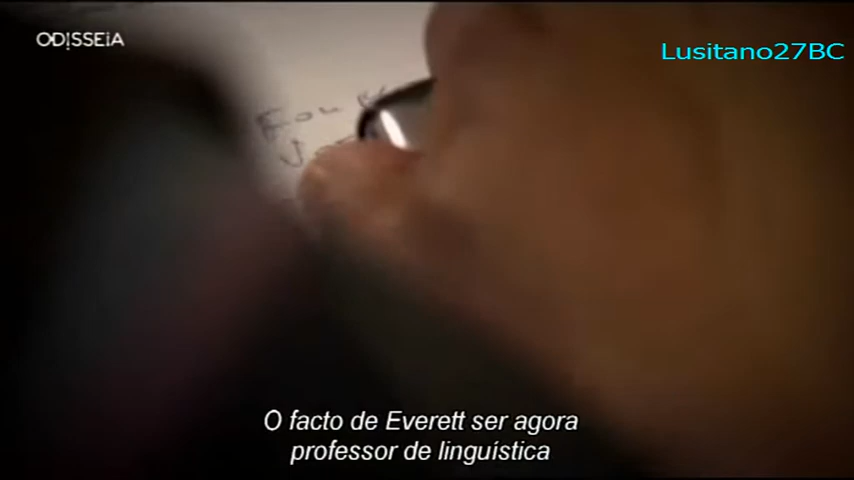 ODISSEIA
Lusitano27BC
O facto de Everett ser agora
professor de linguística